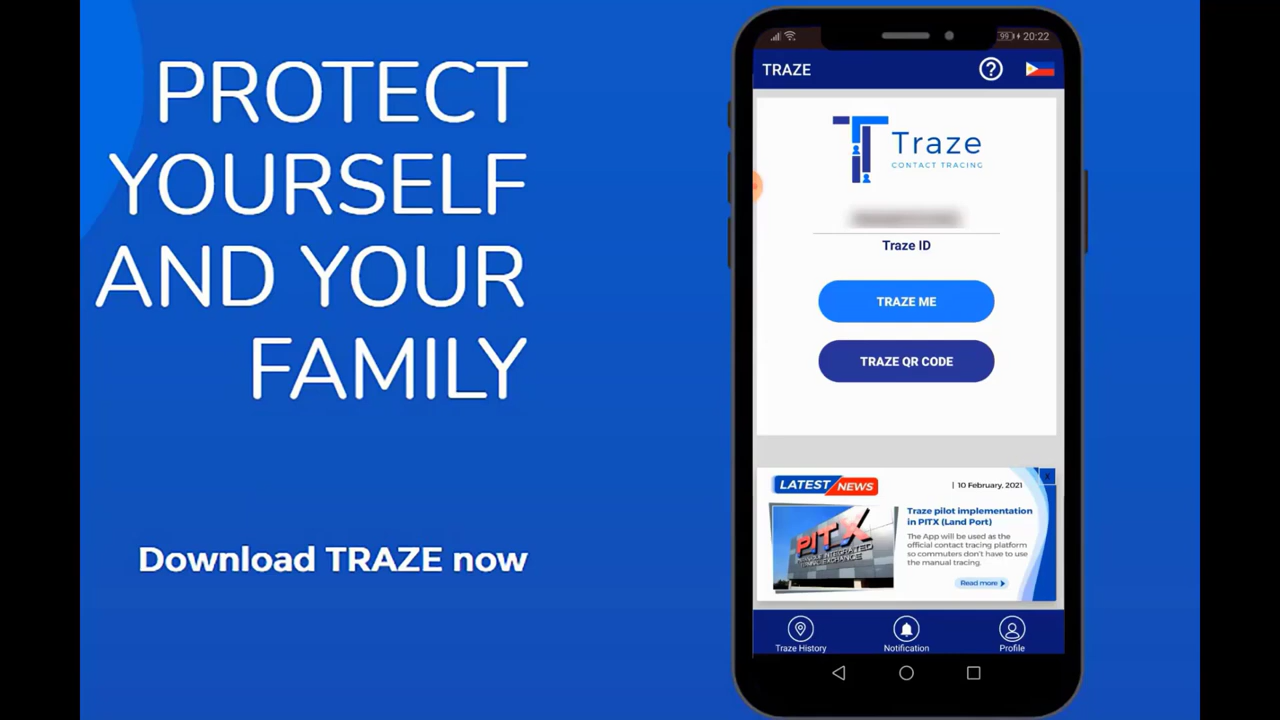 PROTECT
YOURSELF
AND YOUR
FAMILY
Download TRAZE now
99 20:22
TRAZE
?
Traze
CONTACT TRACING
Traze ID
TRAZE ME
TRAZE QR CODE
LATEST NEWS
| 10 February, 2021
X
Traze pilot implementation
in PITX (Land Port)
The App will be used as the
official contact tracing platform
so commuters don't have to use
the manual tracing.
Read more
PITX
Traze History
Notification
Profile